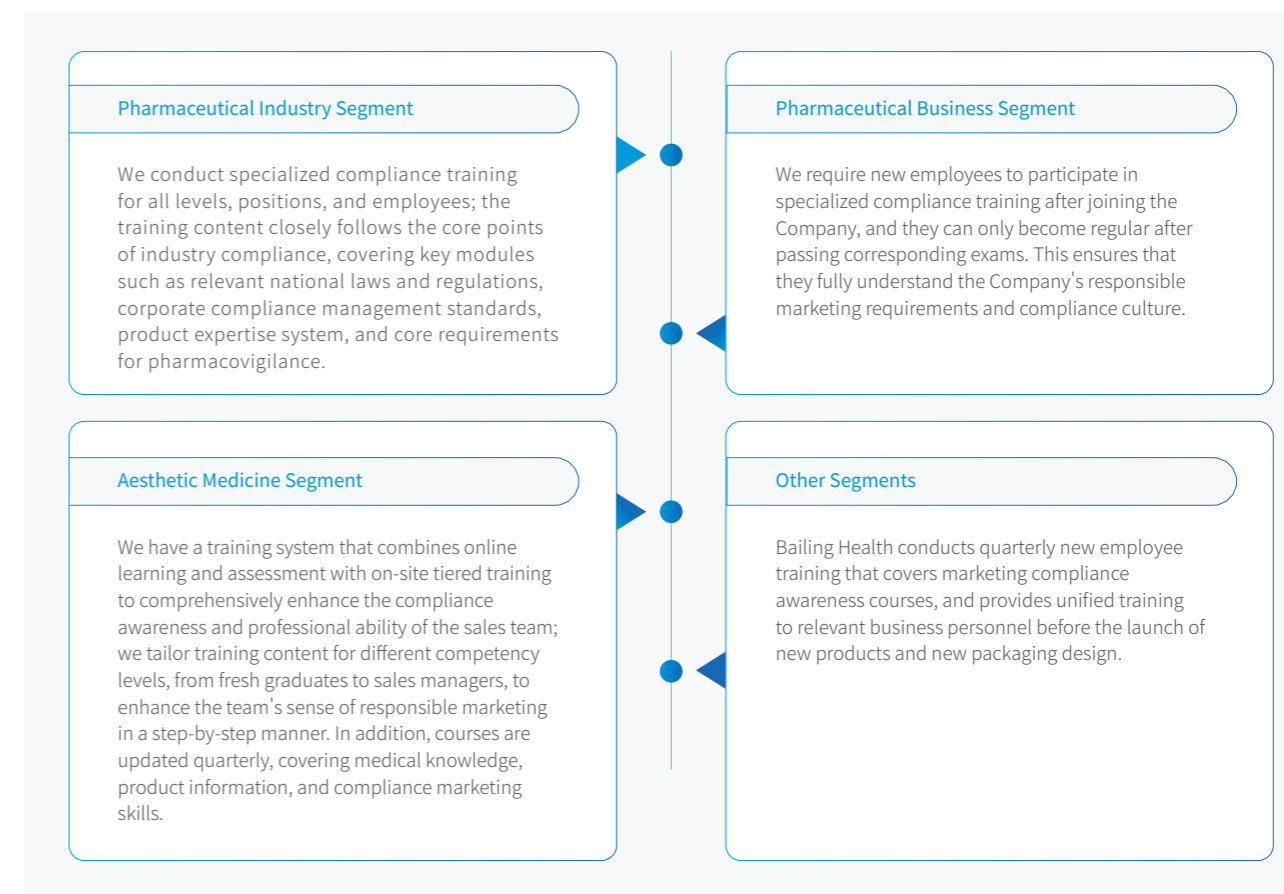 Pharmaceutical Industry Segment
We conduct specialized compliance training
for all levels, positions, and employees; the
training content closely follows the core points
of industry compliance, covering key modules
such as relevant national laws and regulations,
corporate compliance management standards,
product expertise system, and core requirements
for pharmacovigilance.
Pharmaceutical Business Segment
We require new employees to participate in
specialized compliance training after joining the
Company, and they can only become regular after
passing corresponding exams. This ensures that
they fully understand the Company's responsible
marketing requirements and compliance culture.
Aesthetic Medicine Segment
We have a training system that combines online
learning and assessment with on-site tiered training
to comprehensively enhance the compliance
awareness and professional ability of the sales team;
we tailor training content for different competency
levels, from fresh graduates to sales managers, to
enhance the team's sense of responsible marketing
in a step-by-step manner. In addition, courses are
updated quarterly, covering medical knowledge,
product information, and compliance marketing
skills.
Other Segments
Bailing Health conducts quarterly new employee
training that covers marketing compliance
awareness courses, and provides unified training
to relevant business personnel before the launch of
new products and new packaging design.